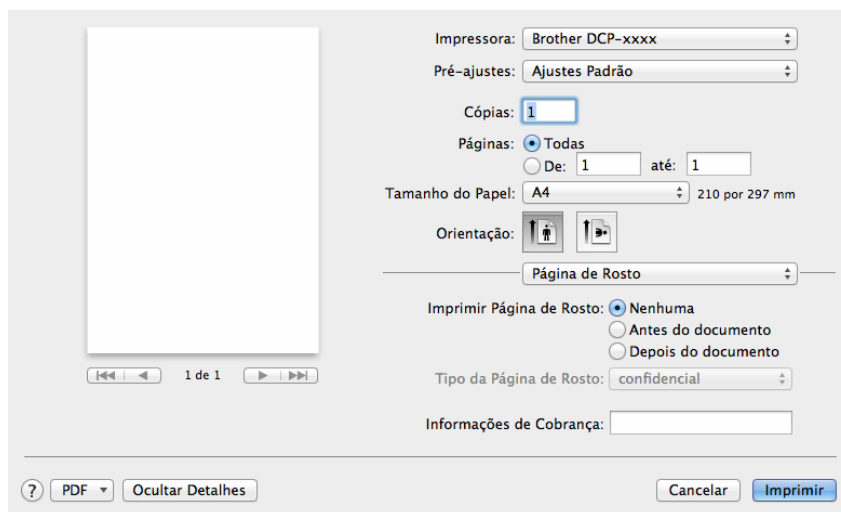 Impressora: Brother DCP-xxxx
Pré-ajustes: Ajustes Padrão
Cópias: 1
Páginas: Todas
De: 1 até: 1
Tamanho do Papel: A4 210 por 297 mm
Orientação:
Página de Rosto
Imprimir Página de Rosto: Nenhuma
Antes do documento
Depois do documento
1 de 1
Tipo da Página de Rosto: confidencial
Informações de Cobrança:
? PDF Ocultar Detalhes Cancelar Imprimir